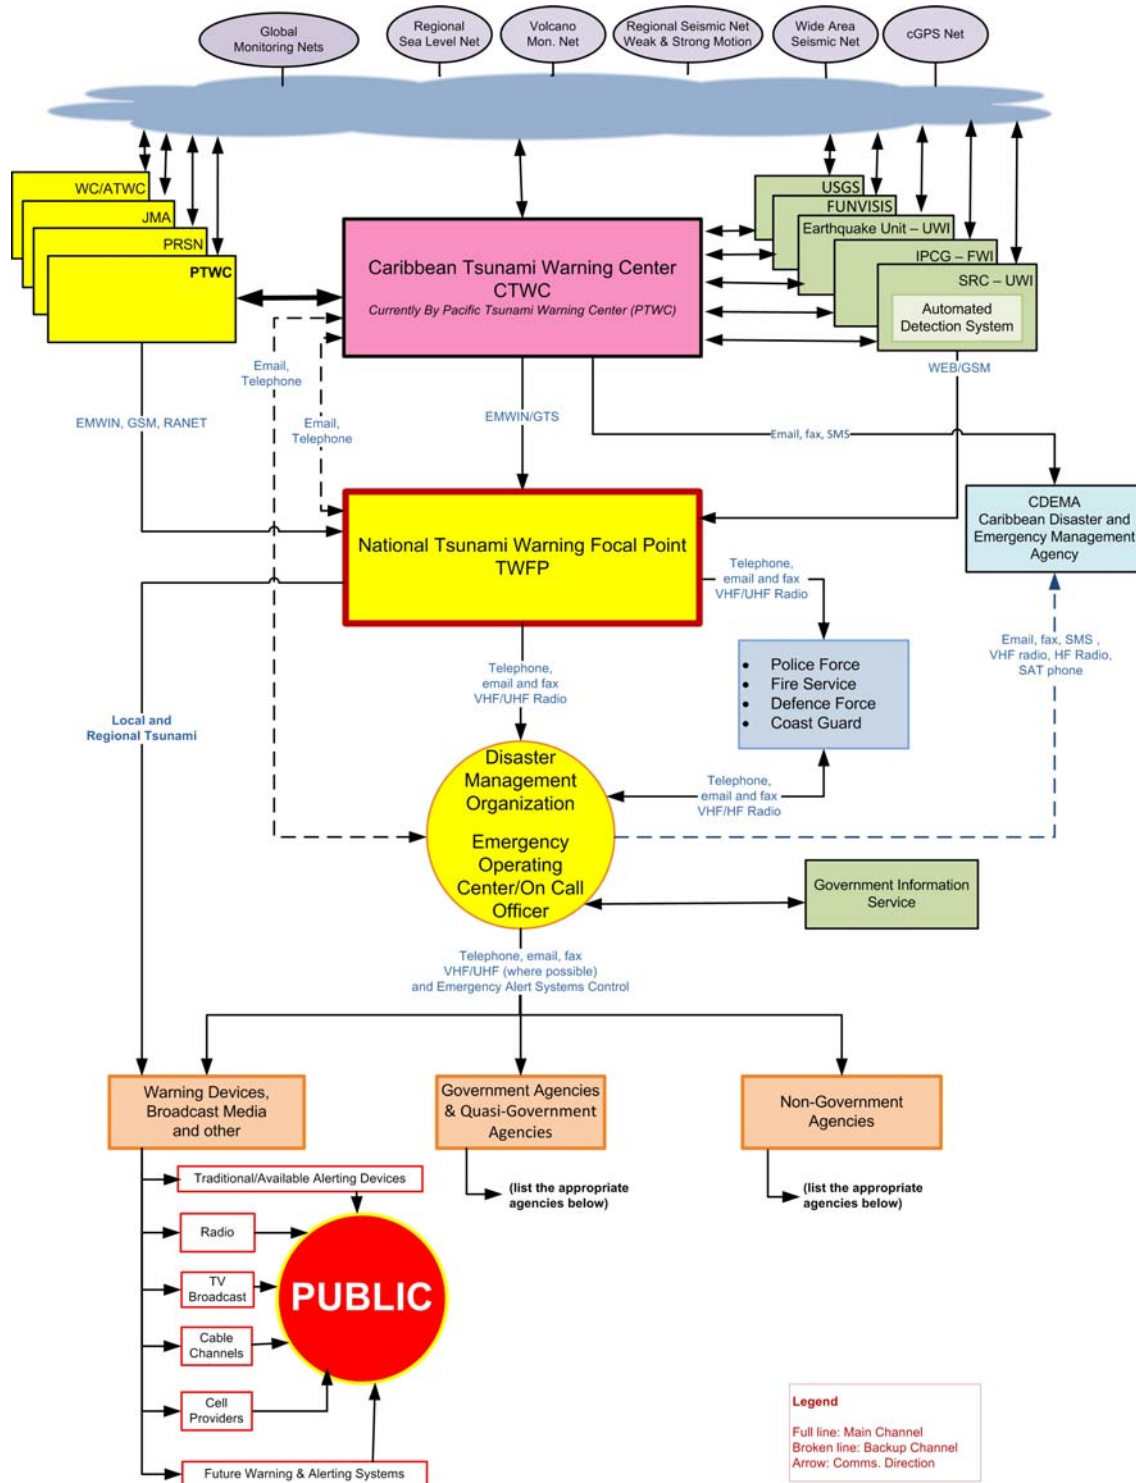 Global
Monitoring Nets
Regional
Sea Level Net
Volcano
Mon. Net
Regional Seismic Net
Weak & Strong Motion
Wide Area
Seismic Net
cGPS Net
WC/ATWC
JMA
PRSN
PTWC
Caribbean Tsunami Warning Center
CTWC
Currently By Pacific Tsunami Warning Center (PTWC)
USGS
FUNVISIS
Earthquake Unit – UWI
IPCG – FWI
SRC – UWI
Automated
Detection System
Email,
Telephone
Email,
Telephone
EMWIN, GSM, RANET
EMWIN/GTS
WEB/GSM
Email, fax, SMS
National Tsunami Warning Focal Point
TWFP
CDEMA
Caribbean Disaster and
Emergency Management
Agency
Telephone,
email and fax
VHF/UHF Radio
Telephone,
email and fax
VHF/UHF Radio
• Police Force
• Fire Service
• Defence Force
• Coast Guard
Email, fax, SMS ,
VHF radio, HF Radio,
SAT phone
Local and
Regional Tsunami
Disaster
Management
Organization
Emergency
Operating
Center/On Call
Officer
Telephone,
email and fax
VHF/HF Radio
Government Information
Service
Telephone, email, fax
VHF/UHF (where possible)
and Emergency Alert Systems Control
Warning Devices,
Broadcast Media
and other
Government Agencies
& Quasi-Government
Agencies
Non-Government
Agencies
(list the appropriate
agencies below)
(list the appropriate
agencies below)
Traditional/Available Alerting Devices
Radio
TV
Broadcast
Cable
Channels
Cell
Providers
Future Warning & Alerting Systems
PUBLIC
Legend
Full line: Main Channel
Broken line: Backup Channel
Arrow: Comms. Direction